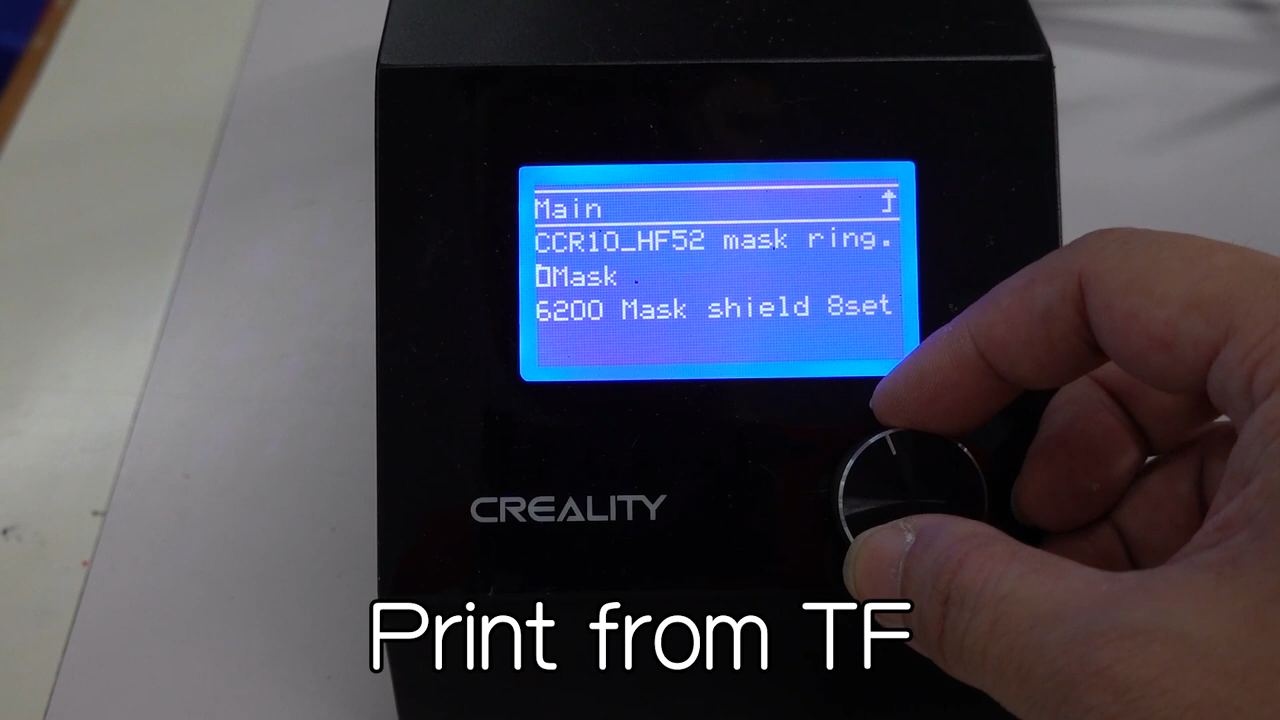 Main
CCR10_HF52 mask ring.
Mask
6200 Mask shield 8set
CREALITY
Print from TF